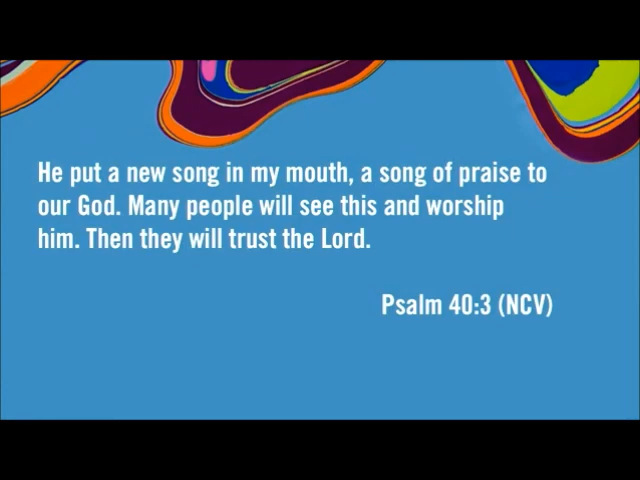 He put a new song in my mouth, a song of praise to
our God. Many people will see this and worship
him. Then they will trust the Lord.
Psalm 40:3 (NCV)